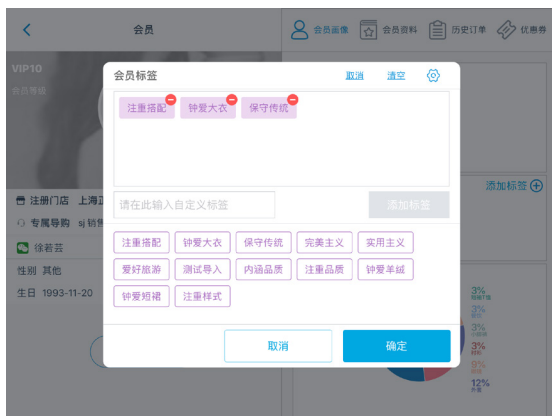 会员
会员画像 会员资料 历史订单 优惠券
VIP10
会员等级
会员标签 取消 清空
注重搭配 钟爱大衣 保守传统
添加标签
请在此输入自定义标签 添加标签
注册门店 上海正
专属导购 sj 销售
徐若芸
性别 其他
生日 1993-11-20
注重搭配 钟爱大衣 保守传统 完美主义 实用主义
爱好旅游 测试导入 内涵品质 注重品质 钟爱羊绒
钟爱短裙 注重样式
3%
3%
3%
3%
9%
12%
取消 确定